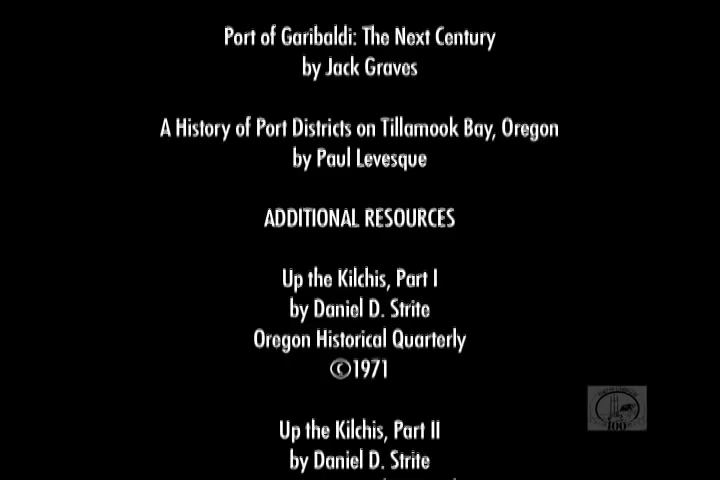 Port of Garibaldi: The Next Century
by Jack Graves
A History of Port Districts on Tillamook Bay, Oregon
by Paul Levesque
ADDITIONAL RESOURCES
Up the Kilchis, Part I
by Daniel D. Strite
Oregon Historical Quarterly
©1971
Up the Kilchis, Part II
by Daniel D. Strite
100